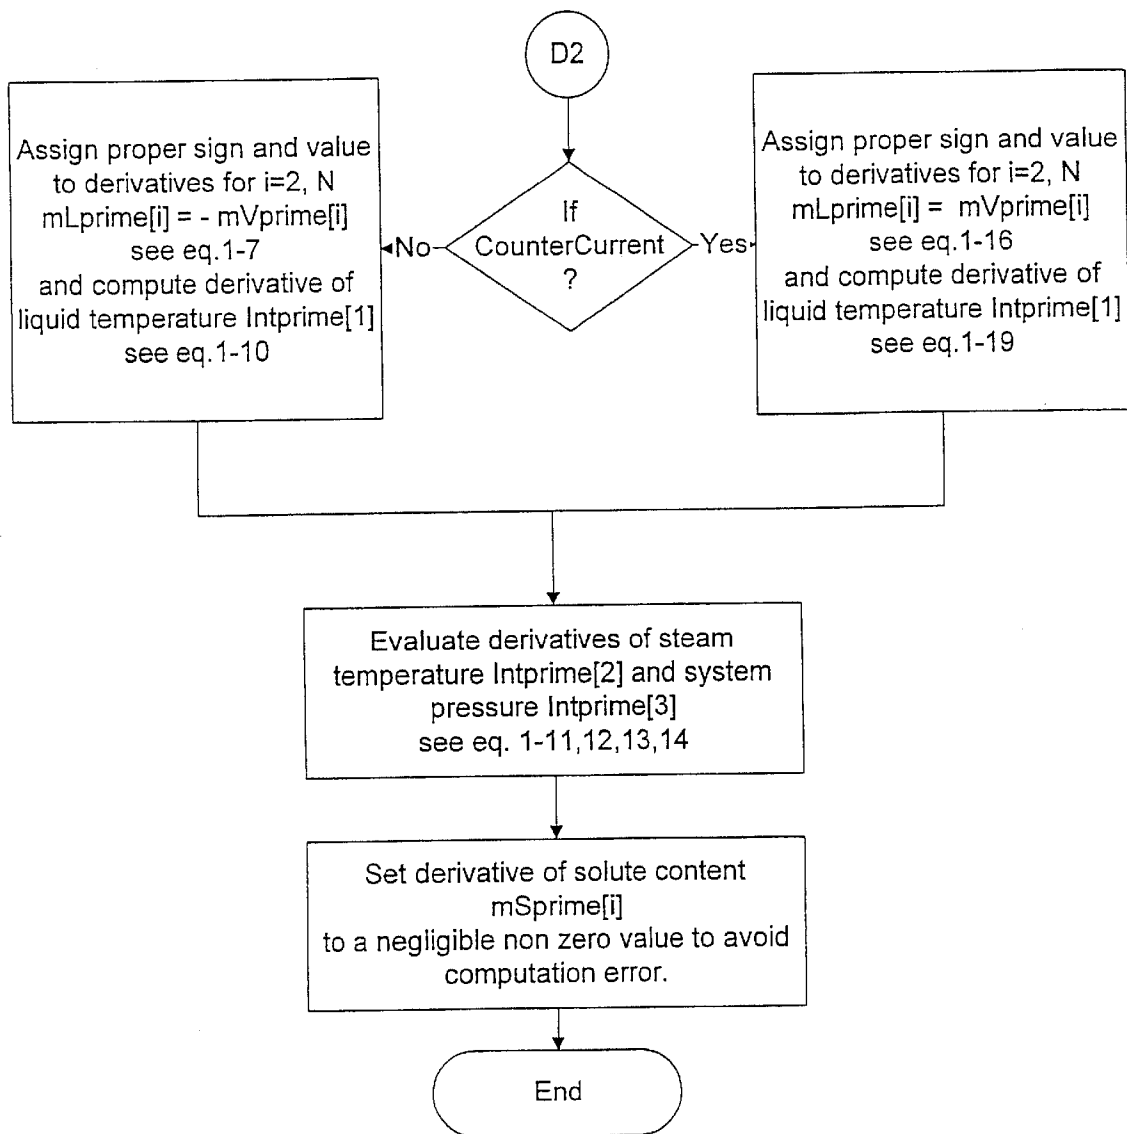 D2
Assign proper sign and value
to derivatives for i=2, N
mLprime[i] = - mVprime[i]
see eq.1-7
and compute derivative of
liquid temperature Intprime[1]
see eq.1-10
No
If
CounterCurrent
?
Yes
Assign proper sign and value
to derivatives for i=2, N
mLprime[i] = mVprime[i]
see eq.1-16
and compute derivative of
liquid temperature Intprime[1]
see eq.1-19
Evaluate derivatives of steam
temperature Intprime[2] and system
pressure Intprime[3]
see eq. 1-11,12,13,14
Set derivative of solute content
mSprime[i]
to a negligible non zero value to avoid
computation error.
End